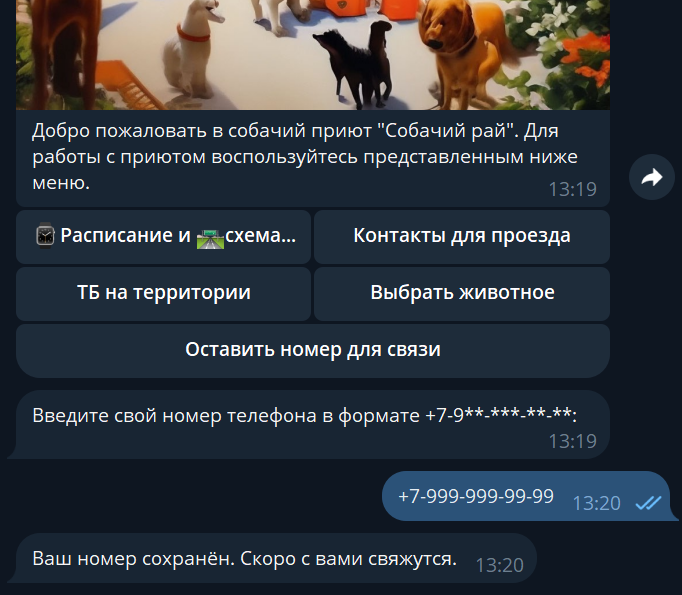 Добро пожаловать в собачий приют "Собачий рай". Для
работы с приютом воспользуйтесь представленным ниже
меню.
13:19
Расписание и схема...
Контакты для проезда
ТБ на территории
Выбрать животное
Оставить номер для связи
Введите свой номер телефона в формате +7-9**-***-**-**:
13:19
+7-999-999-99-99 13:20
Ваш номер сохранён. Скоро с вами свяжутся. 13:20